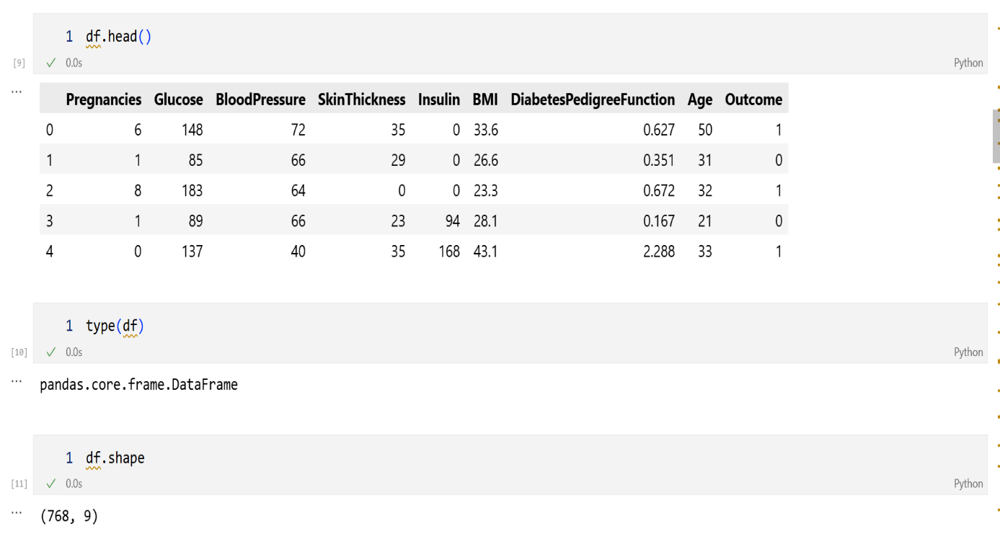 1 df.head()
[9] ✓ 0.0s Python
...
Pregnancies Glucose BloodPressure SkinThickness Insulin BMI DiabetesPedigreeFunction Age Outcome
0 6 148 72 35 0 33.6 0.627 50 1
1 1 85 66 29 0 26.6 0.351 31 0
2 8 183 64 0 0 23.3 0.672 32 1
3 1 89 66 23 94 28.1 0.167 21 0
4 0 137 40 35 168 43.1 2.288 33 1
1 type(df)
[10] ✓ 0.0s Python
... pandas.core.frame.DataFrame
1 df.shape
[11] ✓ 0.0s Python
... (768, 9)